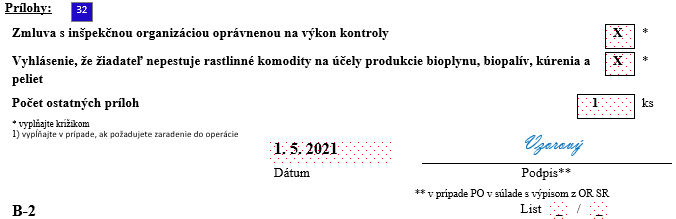 Prílohy: 32
Zmluva s inšpekčnou organizáciou oprávnenou na výkon kontroly X *
Vyhlásenie, že žiadateľ nepestuje rastlinné komodity na účely produkcie bioplynu, biopalív, kúrenia a X *
peliet
Počet ostatných príloh 1 ks
* vyplňajte krížikom
1) vypĺňajte v prípade, ak požadujete zaradenie do operácie
1. 5. 2021 Vzorový
Dátum Podpis**
** v prípade PO v súlade s výpisom z OR SR
B-2 List _ / _